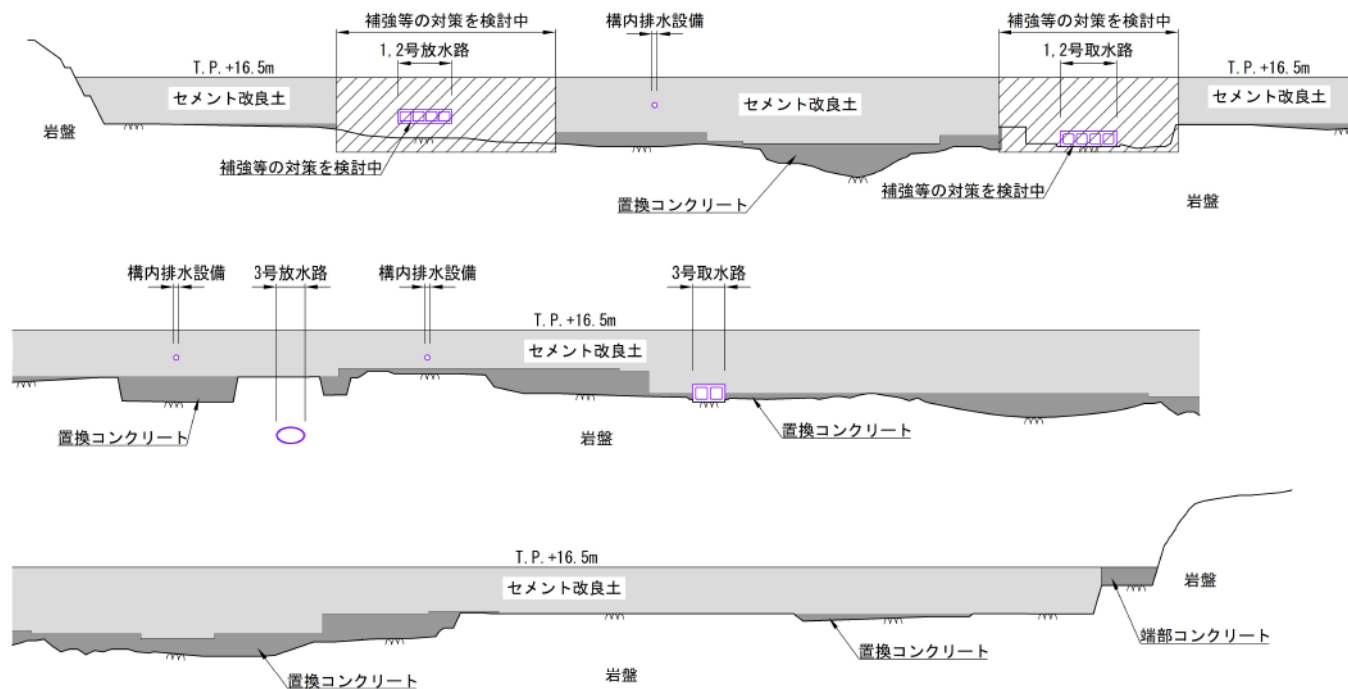 補強等の対策を検討中
構内排水設備
補強等の対策を検討中
1,2号放水路
1,2号取水路
T.P.+16.5m
T.P.+16.5m
セメント改良土
セメント改良土
セメント改良土
岩盤
補強等の対策を検討中
置換コンクリート
補強等の対策を検討中
岩盤
構内排水設備
3号放水路
構内排水設備
3号取水路
T.P.+16.5m
セメント改良土
置換コンクリート
岩盤
置換コンクリート
T.P.+16.5m
セメント改良土
岩盤
端部コンクリート
置換コンクリート
岩盤
置換コンクリート